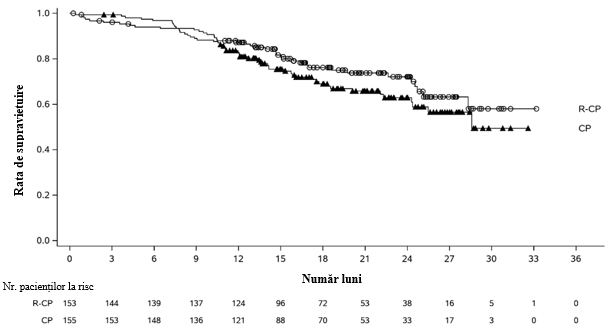 Rata de supraviețuire
1.0
0.8
0.6
0.4
0.2
0.0
R-CP
CP
0 3 6 9 12 15 18 21 24 27 30 33 36
Număr luni
Nr. pacienților la risc
R-CP 153 144 139 137 124 96 72 53 38 16 5 1 0
CP 155 153 148 136 121 88 70 53 33 17 3 0 0